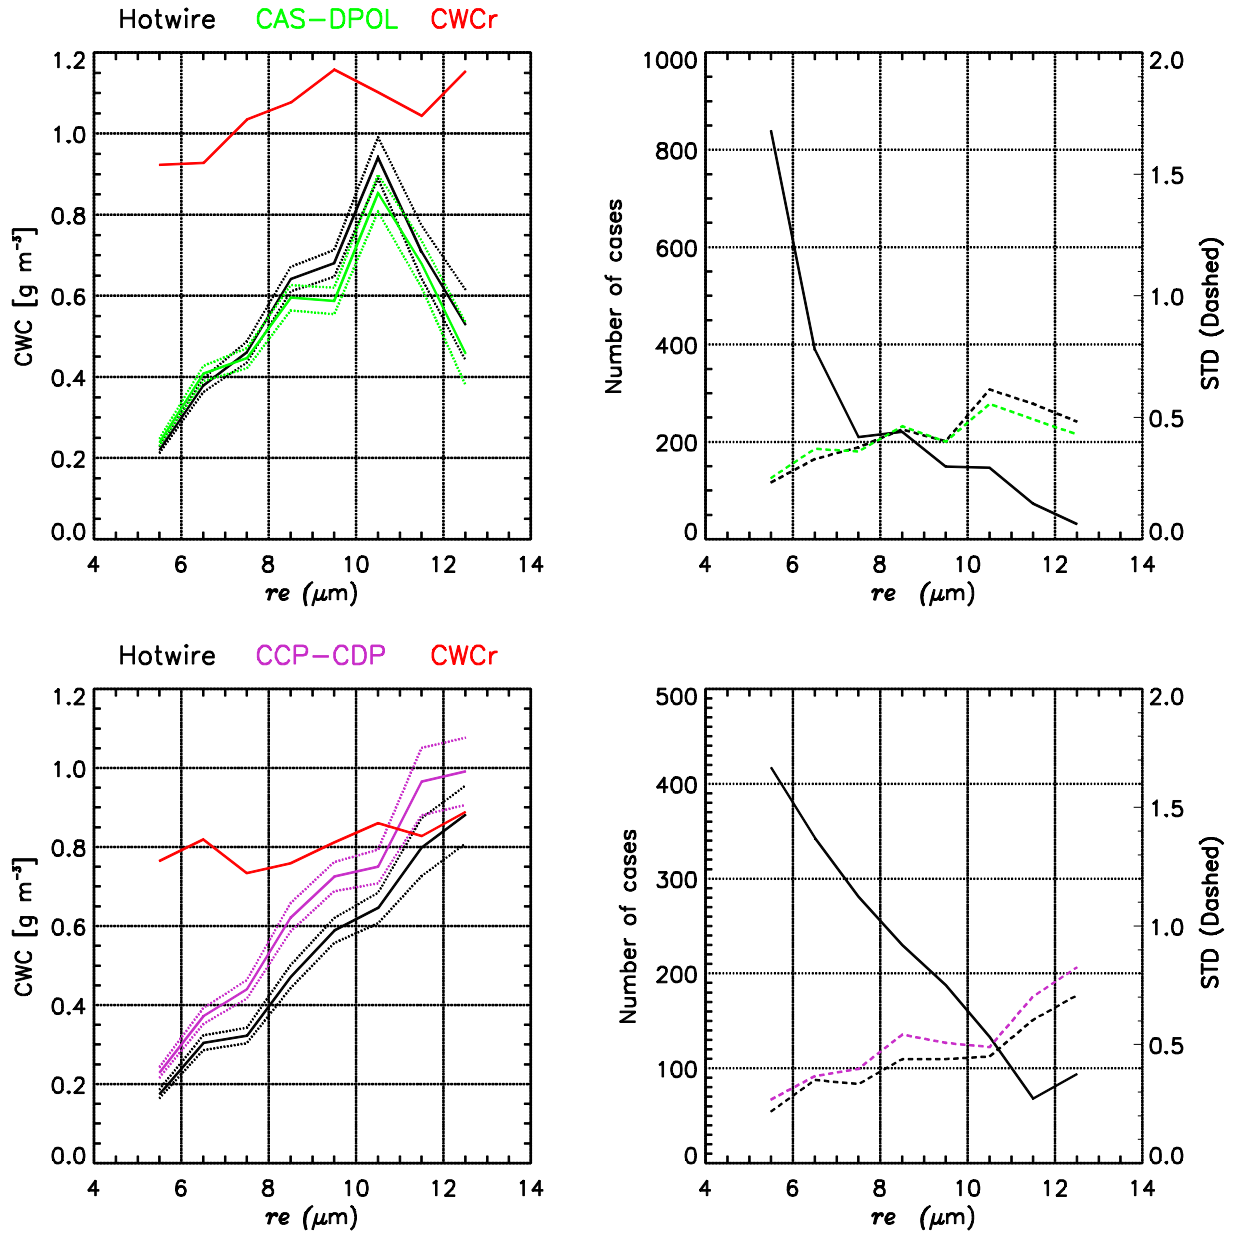 Hotwire CAS-DPOL CWCr
1.2
1.0
0.8
0.6
0.4
0.2
0.0
CWC [g m⁻³]
4 6 8 10 12 14
re (μm)
1000
800
600
400
200
0
Number of cases
2.0
1.5
1.0
0.5
0.0
STD (Dashed)
4 6 8 10 12 14
re (μm)
Hotwire CCP-CDP CWCr
1.2
1.0
0.8
0.6
0.4
0.2
0.0
CWC [g m⁻³]
4 6 8 10 12 14
re (μm)
500
400
300
200
100
0
Number of cases
2.0
1.5
1.0
0.5
0.0
STD (Dashed)
4 6 8 10 12 14
re (μm)